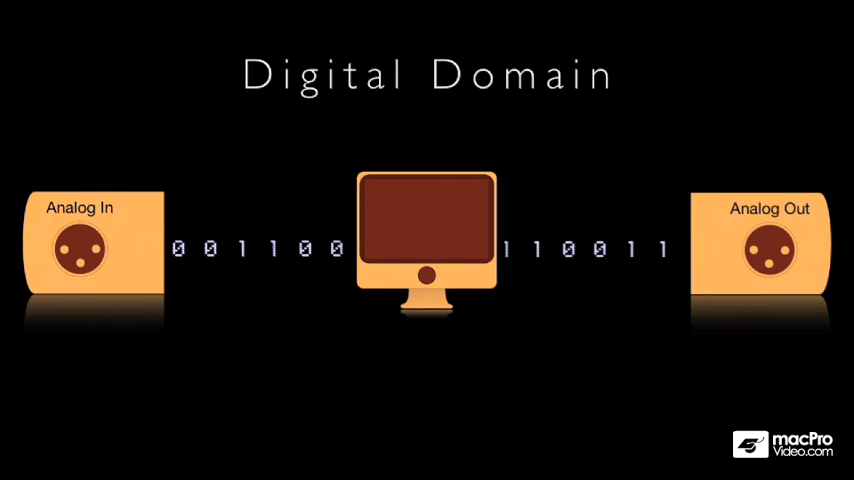 Digital Domain
Analog In
Analog Out
0 0 1 1 0 0
1 1 0 0 1 1
macPro
Video.com